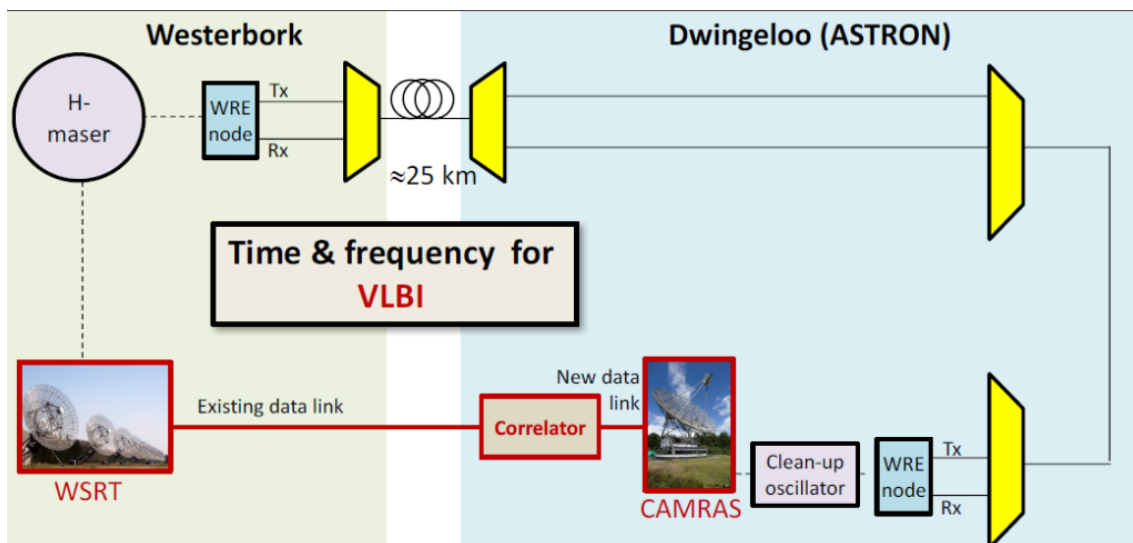 Westerbork
Dwingeloo (ASTRON)
H-
maser
WRE
node
Tx
Rx
≈25 km
Time & frequency for
VLBI
Existing data link
New data
link
Correlator
WSRT
CAMRAS
Clean-up
oscillator
WRE
node
Tx
Rx